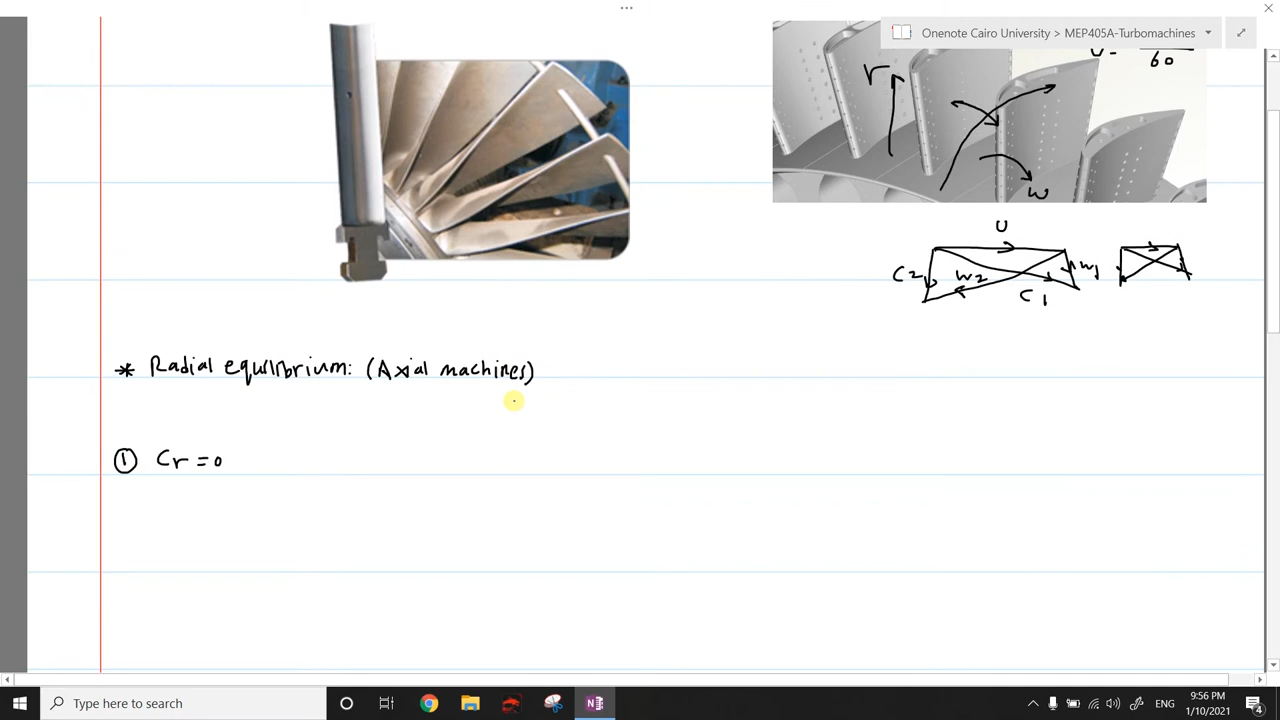 Onenote Cairo University > MEP405A-Turbomachines
60
r
w
U
C2
W2
C1
W1
* Radial equilibrium: (Axial machines)
① Cr = 0
Type here to search
ENG
9:56 PM
1/10/2021
4